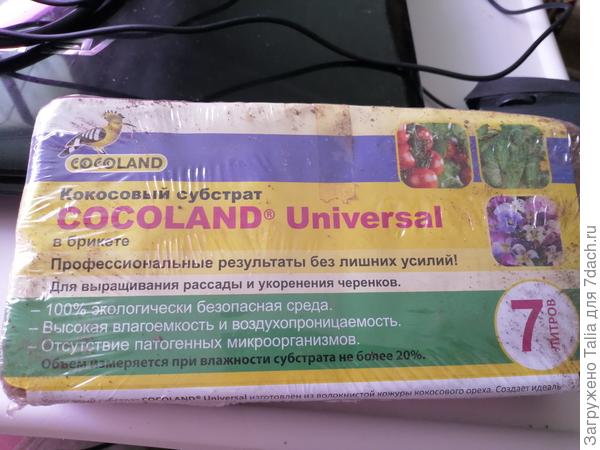 COCOLAND
Кокосовый субстрат
COCOLAND® Universal
в брикете
Профессиональные результаты без лишних усилий!
Для выращивания рассады и укоренения черенков.
– 100% экологически безопасная среда.
– Высокая влагоемкость и воздухопроницаемость.
– Отсутствие патогенных микроорганизмов.
Объем измеряется при влажности субстрата не более 20%.
7
ЛИТРОВ
COCOLAND® Universal изготовлен из волокнистой кожуры кокосового ореха. Создает идеаль
Загружено Talia для 7dach.ru